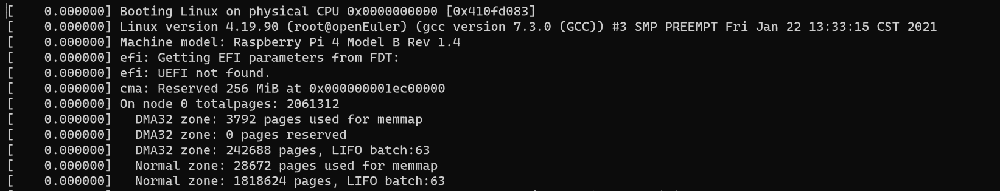 [    0.000000] Booting Linux on physical CPU 0x0000000000 [0x410fd083]
[    0.000000] Linux version 4.19.90 (root@openEuler) (gcc version 7.3.0 (GCC)) #3 SMP PREEMPT Fri Jan 22 13:33:15 CST 2021
[    0.000000] Machine model: Raspberry Pi 4 Model B Rev 1.4
[    0.000000] efi: Getting EFI parameters from FDT:
[    0.000000] efi: UEFI not found.
[    0.000000] cma: Reserved 256 MiB at 0x000000001ec00000
[    0.000000] On node 0 totalpages: 2061312
[    0.000000]   DMA32 zone: 3792 pages used for memmap
[    0.000000]   DMA32 zone: 0 pages reserved
[    0.000000]   DMA32 zone: 242688 pages, LIFO batch:63
[    0.000000]   Normal zone: 28672 pages used for memmap
[    0.000000]   Normal zone: 1818624 pages, LIFO batch:63